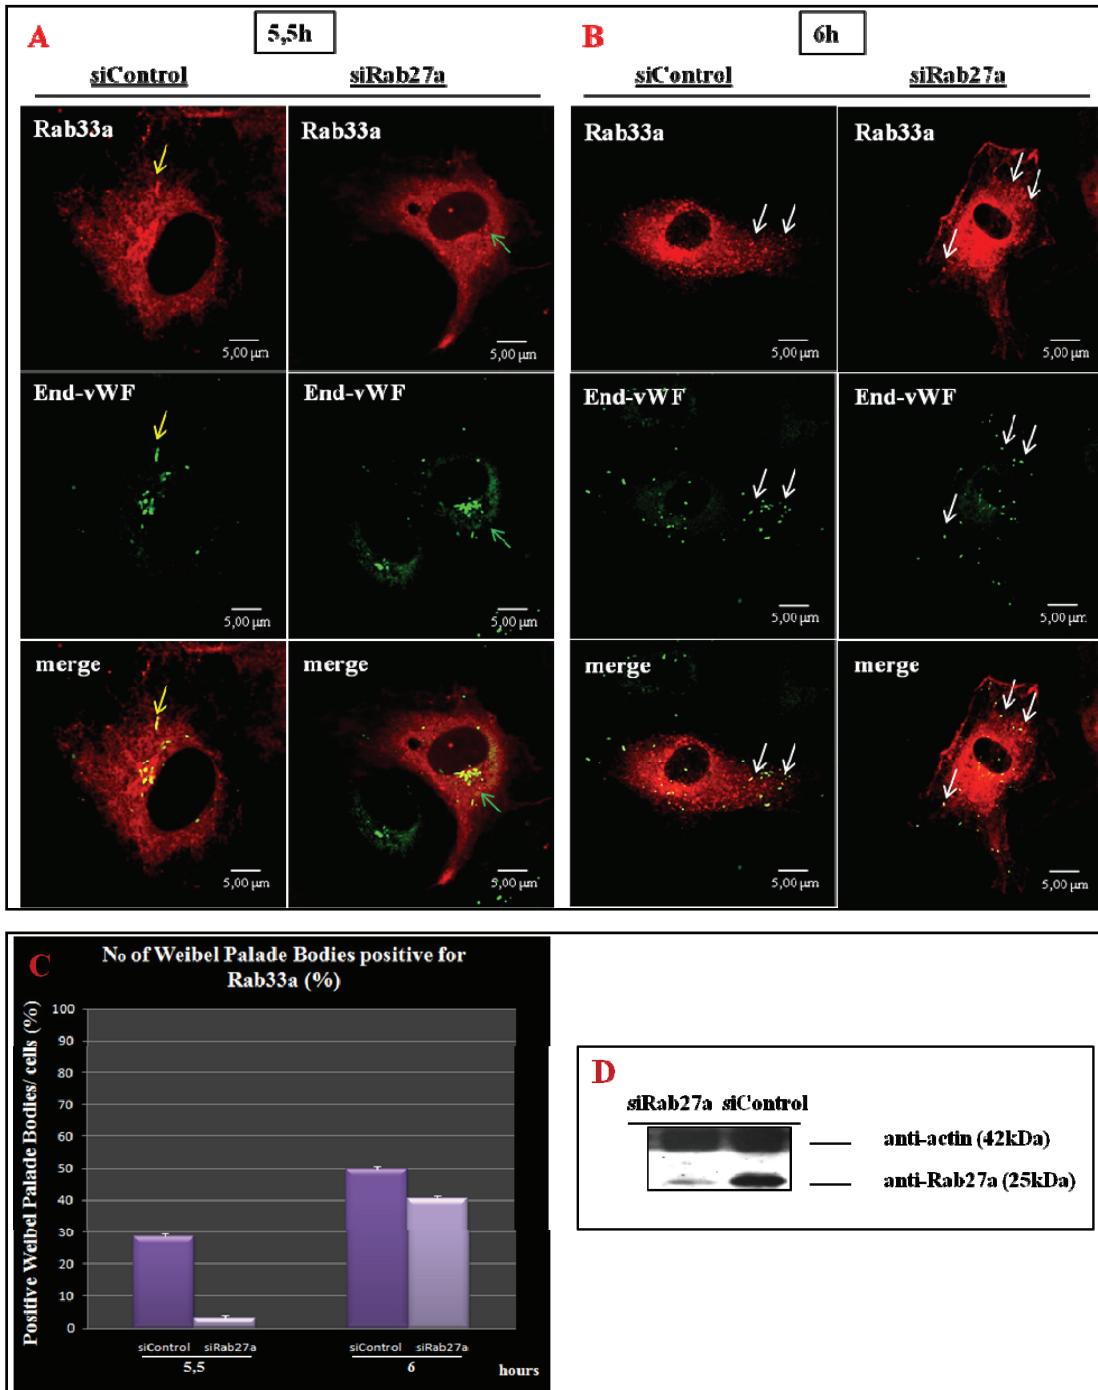 A
5,5h
siControl
siRab27a
Rab33a
Rab33a
5,00 µm
5,00 µm
End-vWF
End-vWF
5,00 µm
5,00 µm
merge
merge
5,00 µm
5,00 µm
B
6h
siControl
siRab27a
Rab33a
Rab33a
5,00 µm
5,00 µm
End-vWF
End-vWF
5,00 µm
5,00 µm
merge
merge
5,00 µm
5,00 µm
C
No of Weibel Palade Bodies positive for
Rab33a (%)
Positive Weibel Palade Bodies/ cells (%)
100
90
80
70
60
50
40
30
20
10
0
siControl
siRab27a
siControl
siRab27a
5,5
6
hours
D
siRab27a siControl
anti-actin (42kDa)
anti-Rab27a (25kDa)